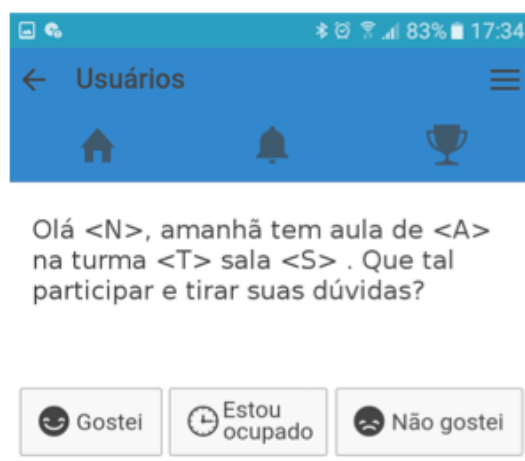 83% 17:34
Usuários
Olá <N>, amanhã tem aula de <A>
na turma <T> sala <S> . Que tal
participar e tirar suas dúvidas?
Gostei
Estou
ocupado
Não gostei